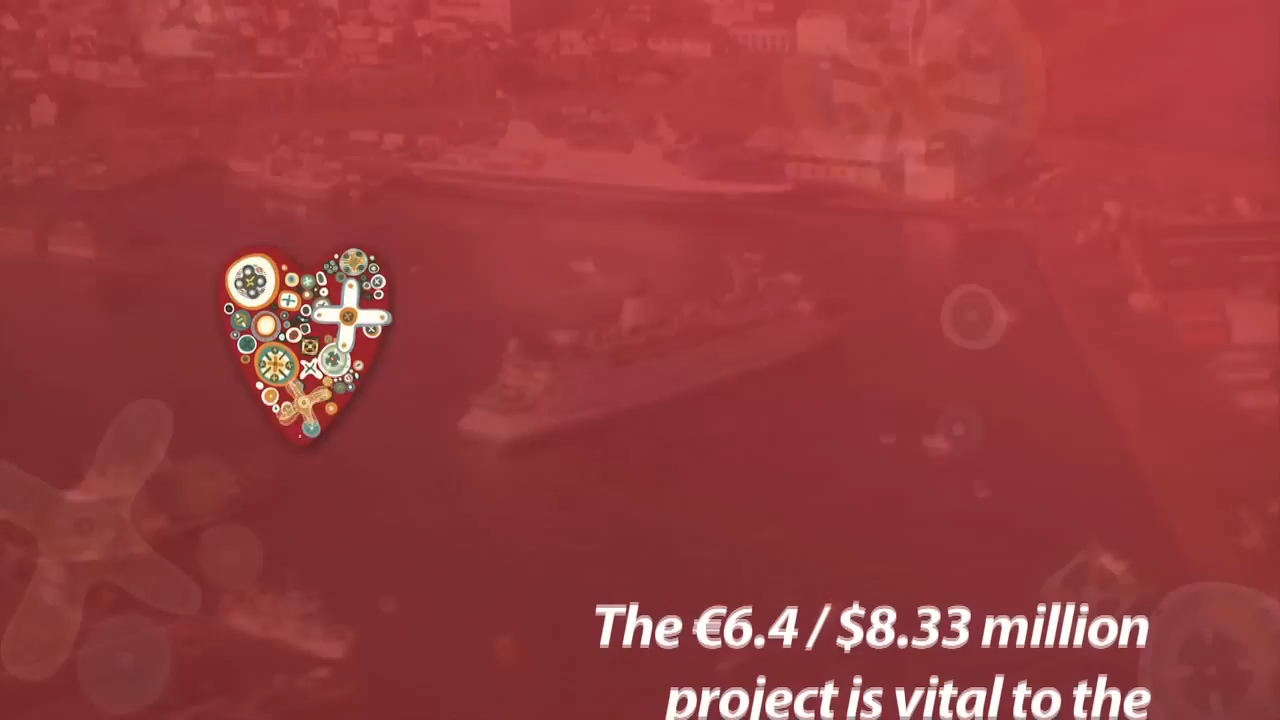 The €6.4 / $8.33 million
project is vital to the